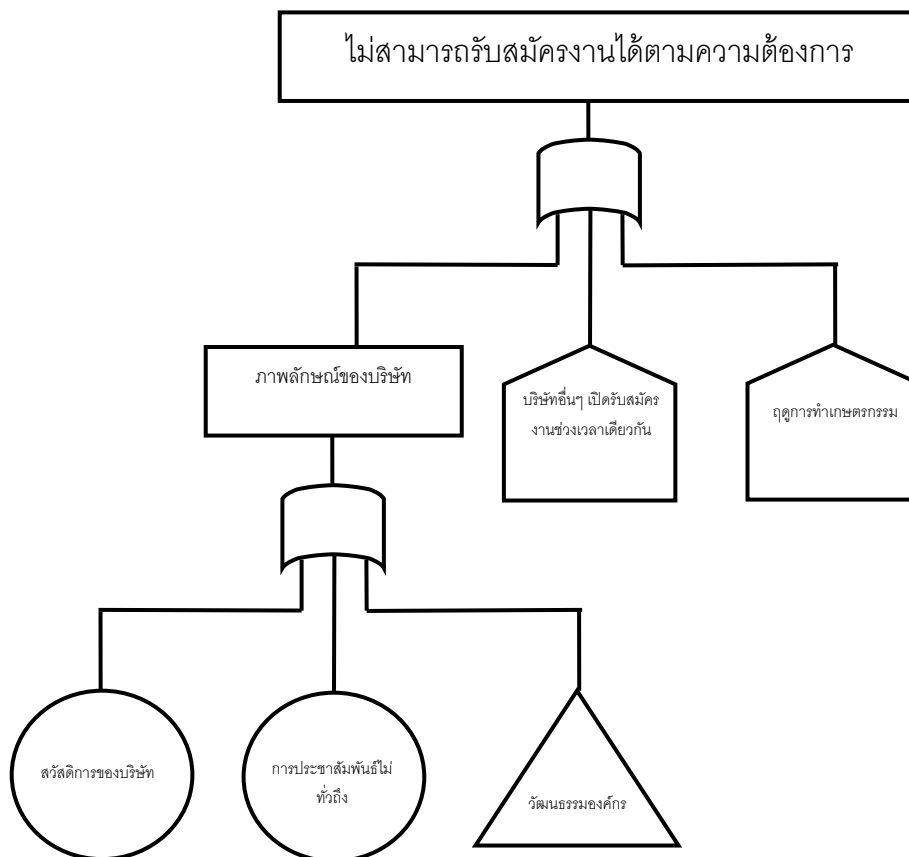 ไม่สามารถรับสมัครงานได้ตามความต้องการ
ภาพลักษณ์ของบริษัท
บริษัทอื่นๆ เปิดรับสมัคร
งานช่วงเวลาเดียวกัน
ฤดูการทำเกษตรกรรม
สวัสดิการของบริษัท
การประชาสัมพันธ์ไม่
ทั่วถึง
วัฒนธรรมองค์กร